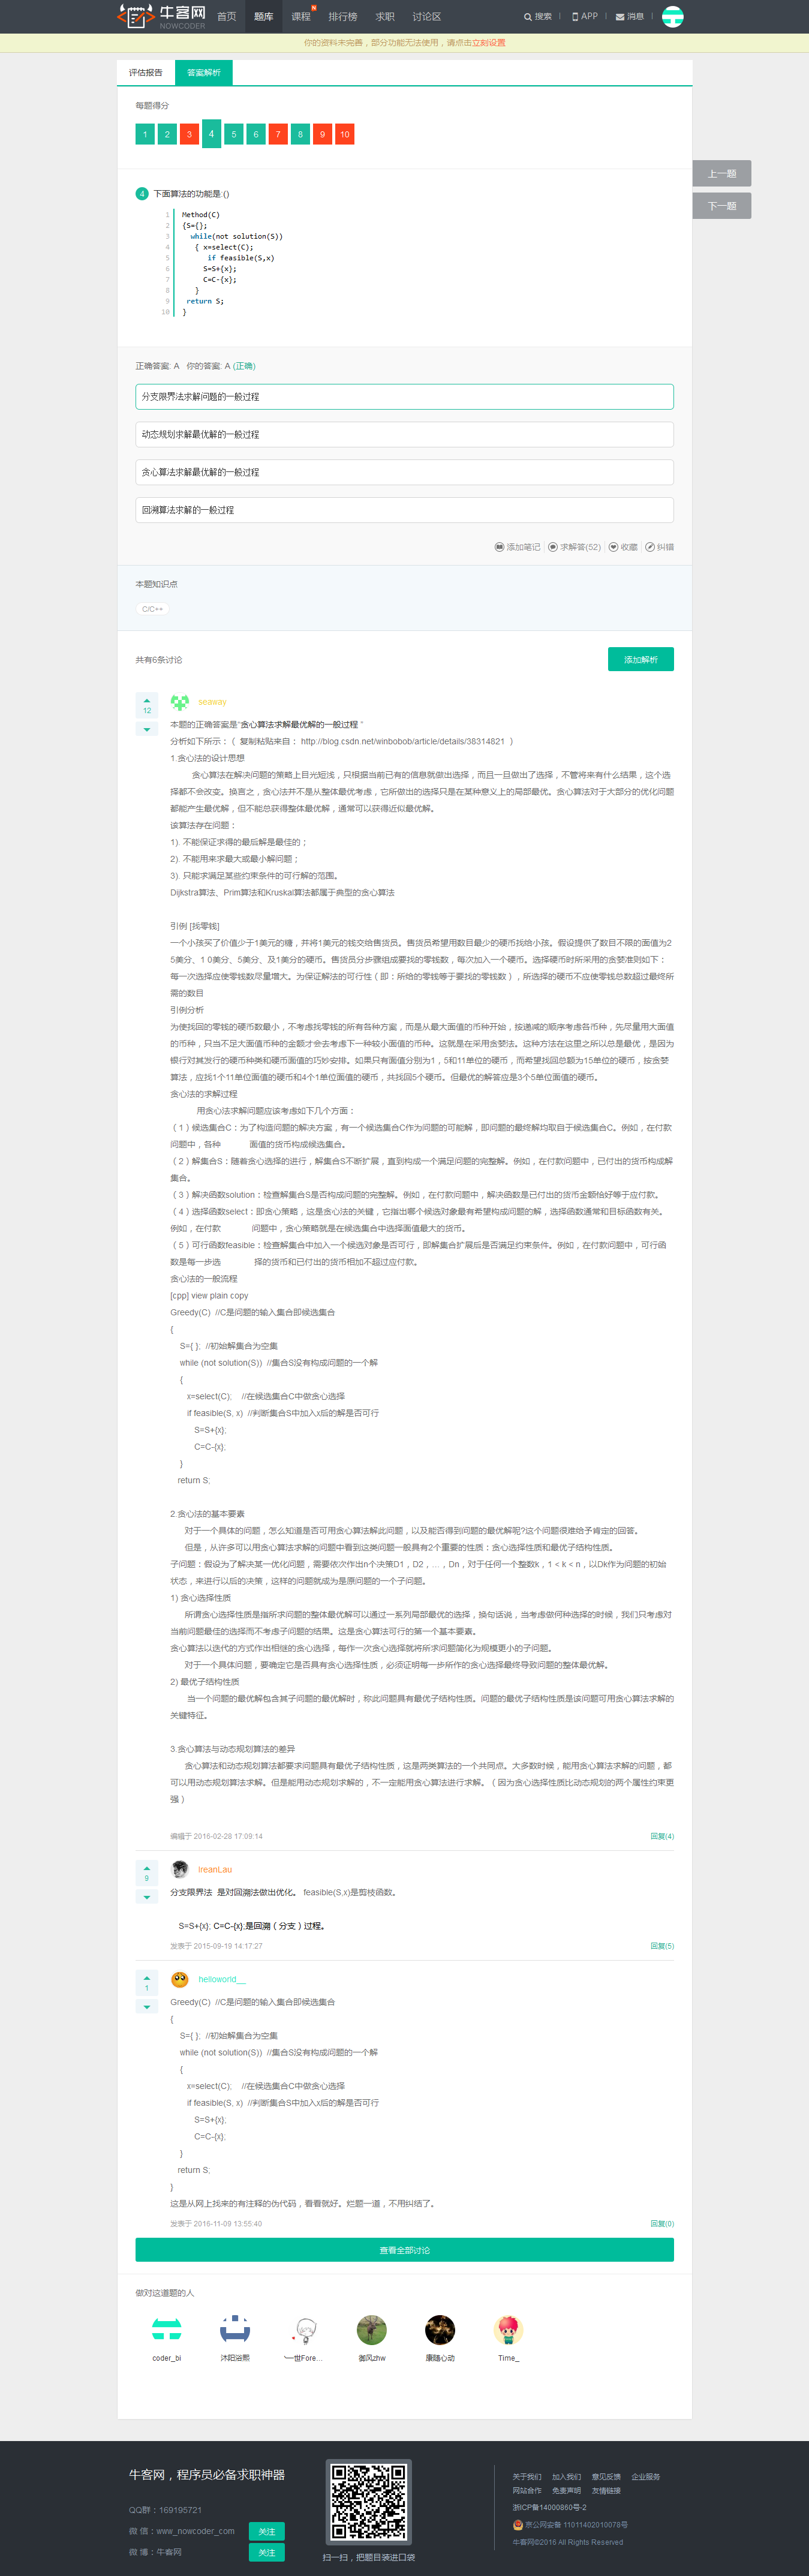 牛客网
NOWCODER
首页 题库 课程 N 排行榜 求职 讨论区 搜索 APP 消息
你的资料未完善，部分功能无法使用，请点击立刻设置
评估报告 答案解析
每题得分
1 2 3 4 5 6 7 8 9 10
上一题
下一题
4 下面算法的功能是:()
1 Method(C)
2 {S={};
3 while(not solution(S))
4 { x=select(C);
5 if feasible(S,x)
6 S=S+{x};
7 C=C-{x};
8 }
9 return S;
10 }
正确答案: A 你的答案: A (正确)
分支限界法求解问题的一般过程
动态规划求解最优解的一般过程
贪心算法求解最优解的一般过程
回溯算法求解的一般过程
添加笔记 求解答(52) 收藏 纠错
本题知识点
C/C++
共有6条讨论 添加解析
12
seaway
本题的正确答案是“贪心算法求解最优解的一般过程 ”
分析如下所示：（ 复制粘贴来自： http://blog.csdn.net/winbobob/article/details/38314821 ）
1.贪心法的设计思想
贪心算法在解决问题的策略上目光短浅，只根据当前已有的信息就做出选择，而且一旦做出了选择，不管将来有什么结果，这个选
择都不会改变。换言之，贪心法并不是从整体最优考虑，它所做出的选择只是在某种意义上的局部最优。贪心算法对于大部分的优化问题
都能产生最优解，但不能总获得整体最优解，通常可以获得近似最优解。
该算法存在问题：
1). 不能保证求得的最后解是最佳的；
2). 不能用来求最大或最小解问题；
3). 只能求满足某些约束条件的可行解的范围。
Dijkstra算法、Prim算法和Kruskal算法都属于典型的贪心算法
引例 [找零钱]
一个小孩买了价值少于1美元的糖，并将1美元的钱交给售货员。售货员希望用数目最少的硬币找给小孩。假设提供了数目不限的面值为2
5美分、1 0美分、5美分、及1美分的硬币。售货员分步骤组成要找的零钱数，每次加入一个硬币。选择硬币时所采用的贪婪准则如下：
每一次选择应使零钱数尽量增大。为保证解法的可行性（即：所给的零钱等于要找的零钱数），所选择的硬币不应使零钱总数超过最终所
需的数目
引例分析
为使找回的零钱的硬币数最小，不考虑找零钱的所有各种方案，而是从最大面值的币种开始，按递减的顺序考虑各币种，先尽量用大面值
的币种，只当不足大面值币种的金额才会去考虑下一种较小面值的币种。这就是在采用贪婪法。这种方法在这里之所以总是最优，是因为
银行对其发行的硬币种类和硬币面值的巧妙安排。如果只有面值分别为1，5和11单位的硬币，而希望找回总额为15单位的硬币，按贪婪
算法，应找1个11单位面值的硬币和4个1单位面值的硬币，共找回5个硬币。但最优的解答应是3个5单位面值的硬币。
贪心法的求解过程
用贪心法求解问题应该考虑如下几个方面：
（1）候选集合C：为了构造问题的解决方案，有一个候选集合C作为问题的可能解，即问题的最终解均取自于候选集合C。例如，在付款
问题中，各种 面值的货币构成候选集合。
（2）解集合S：随着贪心选择的进行，解集合S不断扩展，直到构成一个满足问题的完整解。例如，在付款问题中，已付出的货币构成解
集合。
（3）解决函数solution：检查解集合S是否构成问题的完整解。例如，在付款问题中，解决函数是已付出的货币金额恰好等于应付款。
（4）选择函数select：即贪心策略，这是贪心法的关键，它指出哪个候选对象最有希望构成问题的解，选择函数通常和目标函数有关。
例如，在付款 问题中，贪心策略就是在候选集合中选择面值最大的货币。
（5）可行函数feasible：检查解集合中加入一个候选对象是否可行，即解集合扩展后是否满足约束条件。例如，在付款问题中，可行函
数是每一步选 择的货币和已付出的货币相加不超过应付款。
贪心法的一般流程
[cpp] view plain copy
Greedy(C) //C是问题的输入集合即候选集合
{
S={ }; //初始解集合为空集
while (not solution(S)) //集合S没有构成问题的一个解
{
x=select(C); //在候选集合C中做贪心选择
if feasible(S, x) //判断集合S中加入x后的解是否可行
S=S+{x};
C=C-{x};
}
return S;
2.贪心法的基本要素
对于一个具体的问题，怎么知道是否可用贪心算法解此问题，以及能否得到问题的最优解呢?这个问题很难给予肯定的回答。
但是，从许多可以用贪心算法求解的问题中看到这类问题一般具有2个重要的性质：贪心选择性质和最优子结构性质。
子问题：假设为了解决某一优化问题，需要依次作出n个决策D1，D2，…，Dn，对于任何一个整数k，1 < k < n，以Dk作为问题的初始
状态，来进行以后的决策，这样的问题就成为是原问题的一个子问题。
1) 贪心选择性质
所谓贪心选择性质是指所求问题的整体最优解可以通过一系列局部最优的选择，换句话说，当考虑做何种选择的时候，我们只考虑对
当前问题最佳的选择而不考虑子问题的结果。这是贪心算法可行的第一个基本要素。
贪心算法以迭代的方式作出相继的贪心选择，每作一次贪心选择就将所求问题简化为规模更小的子问题。
对于一个具体问题，要确定它是否具有贪心选择性质，必须证明每一步所作的贪心选择最终导致问题的整体最优解。
2) 最优子结构性质
当一个问题的最优解包含其子问题的最优解时，称此问题具有最优子结构性质。问题的最优子结构性质是该问题可用贪心算法求解的
关键特征。
3.贪心算法与动态规划算法的差异
贪心算法和动态规划算法都要求问题具有最优子结构性质，这是两类算法的一个共同点。大多数时候，能用贪心算法求解的问题，都
可以用动态规划算法求解。但是能用动态规划求解的，不一定能用贪心算法进行求解。（因为贪心选择性质比动态规划的两个属性约束更
强）
编辑于 2016-02-28 17:09:14 回复(4)
9
IreanLau
分支限界法 是对回溯法做出优化。 feasible(S,x)是剪枝函数。
S=S+{x}; C=C-{x};是回溯（分支）过程。
发表于 2015-09-19 14:17:27 回复(5)
1
helloworld__
Greedy(C) //C是问题的输入集合即候选集合
{
S={ }; //初始解集合为空集
while (not solution(S)) //集合S没有构成问题的一个解
{
x=select(C); //在候选集合C中做贪心选择
if feasible(S, x) //判断集合S中加入x后的解是否可行
S=S+{x};
C=C-{x};
}
return S;
}
这是从网上找来的有注释的伪代码，看看就好。烂题一道，不用纠结了。
发表于 2016-11-09 13:55:40 回复(0)
查看全部讨论
做对这道题的人
coder_bi 沐阳浴熙 一世Fore... 御风zhw 康随心动 Time_
牛客网，程序员必备求职神器
QQ群：169195721
微 信：www_nowcoder_com 关注
微 博：牛客网 关注
扫一扫，把题目装进口袋
关于我们 加入我们 意见反馈 企业服务
网站合作 免责声明 友情链接
浙ICP备14000860号-2
京公网安备 11011402010078号
牛客网©2016 All Rights Reserved